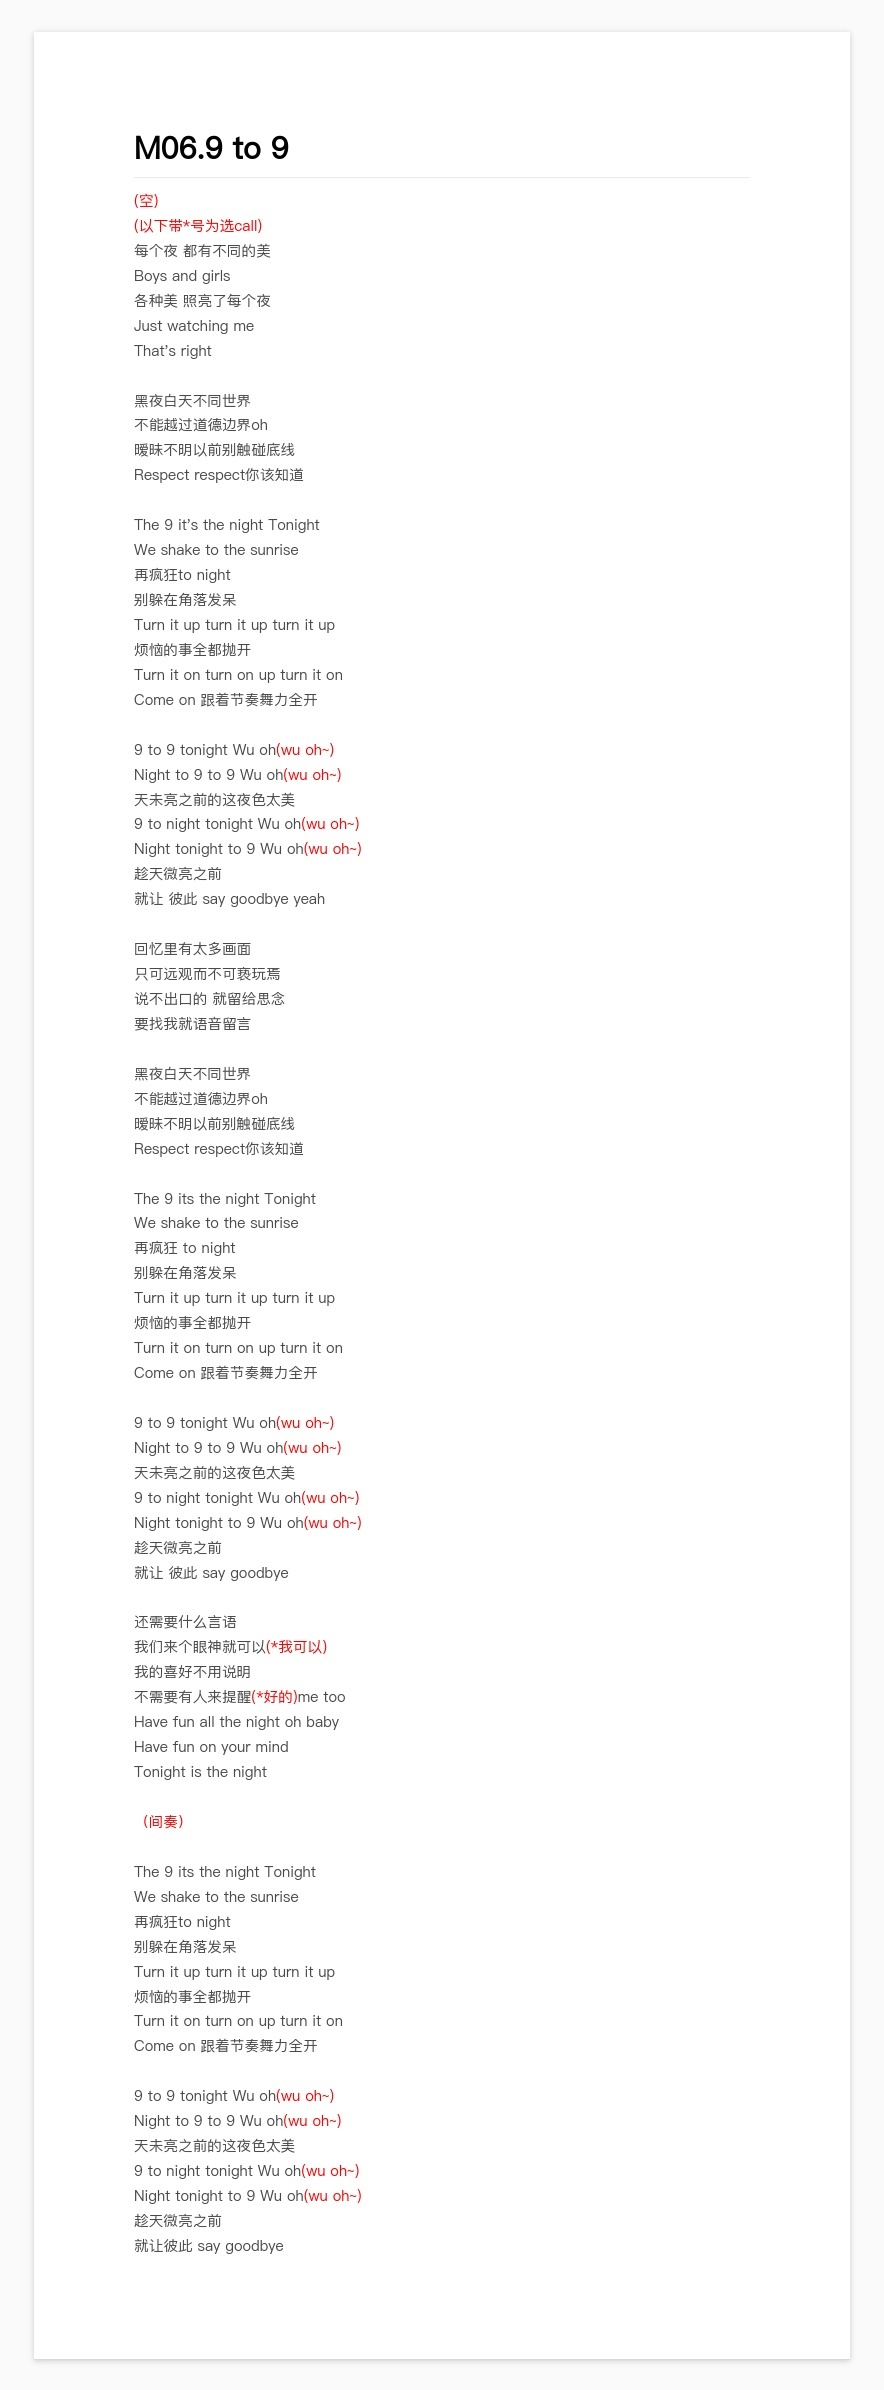 M06.9 to 9
(空)
(以下带*号为选call)
每个夜 都有不同的美
Boys and girls
各种美 照亮了每个夜
Just watching me
That’s right
黑夜白天不同世界
不能越过道德边界oh
暧昧不明以前别触碰底线
Respect respect你该知道
The 9 it’s the night Tonight
We shake to the sunrise
再疯狂to night
别躲在角落发呆
Turn it up turn it up turn it up
烦恼的事全都抛开
Turn it on turn on up turn it on
Come on 跟着节奏舞力全开
9 to 9 tonight Wu oh(wu oh~)
Night to 9 to 9 Wu oh(wu oh~)
天未亮之前的这夜色太美
9 to night tonight Wu oh(wu oh~)
Night tonight to 9 Wu oh(wu oh~)
趁天微亮之前
就让 彼此 say goodbye yeah
回忆里有太多画面
只可远观而不可亵玩焉
说不出口的 就留给思念
要找我就语音留言
黑夜白天不同世界
不能越过道德边界oh
暧昧不明以前别触碰底线
Respect respect你该知道
The 9 its the night Tonight
We shake to the sunrise
再疯狂 to night
别躲在角落发呆
Turn it up turn it up turn it up
烦恼的事全都抛开
Turn it on turn on up turn it on
Come on 跟着节奏舞力全开
9 to 9 tonight Wu oh(wu oh~)
Night to 9 to 9 Wu oh(wu oh~)
天未亮之前的这夜色太美
9 to night tonight Wu oh(wu oh~)
Night tonight to 9 Wu oh(wu oh~)
趁天微亮之前
就让 彼此 say goodbye
还需要什么言语
我们来个眼神就可以(*我可以)
我的喜好不用说明
不需要有人来提醒(*好的)me too
Have fun all the night oh baby
Have fun on your mind
Tonight is the night
（间奏）
The 9 its the night Tonight
We shake to the sunrise
再疯狂to night
别躲在角落发呆
Turn it up turn it up turn it up
烦恼的事全都抛开
Turn it on turn on up turn it on
Come on 跟着节奏舞力全开
9 to 9 tonight Wu oh(wu oh~)
Night to 9 to 9 Wu oh(wu oh~)
天未亮之前的这夜色太美
9 to night tonight Wu oh(wu oh~)
Night tonight to 9 Wu oh(wu oh~)
趁天微亮之前
就让彼此 say goodbye